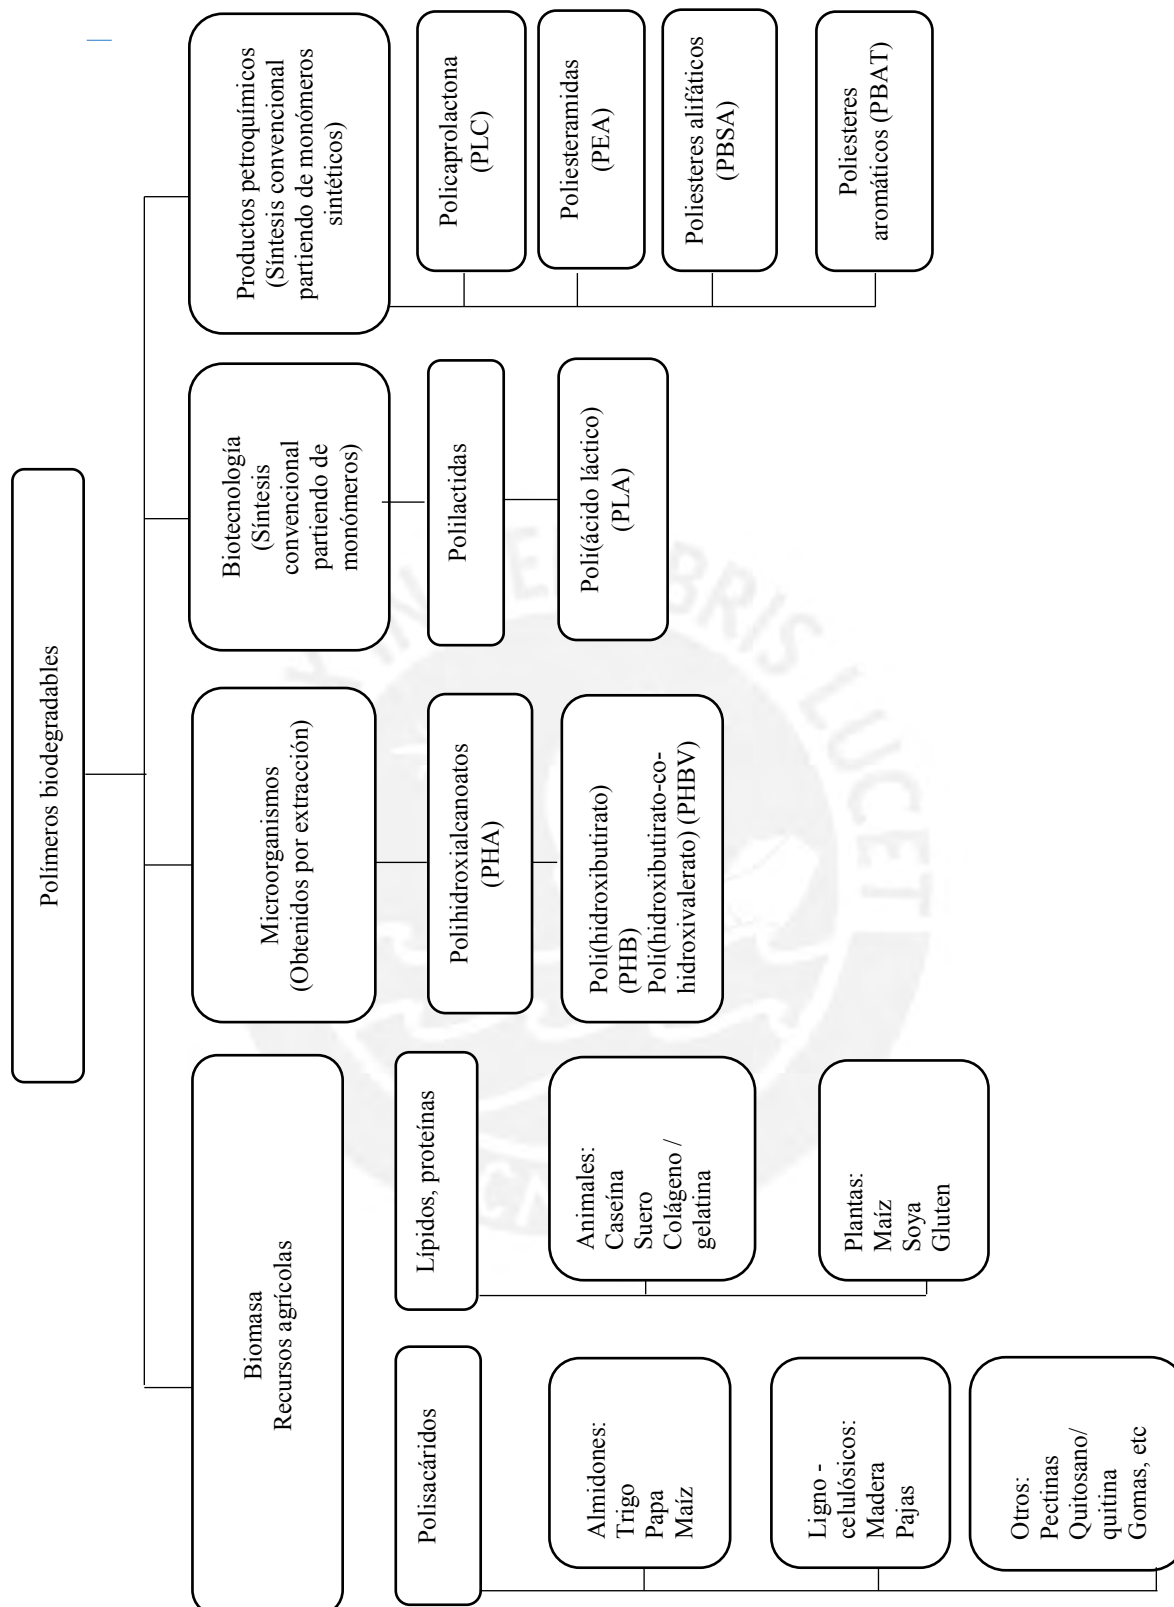 Polímeros biodegradables
Biomasa
Recursos agrícolas
Polisacáridos
Almidones:
Trigo
Papa
Maíz
Ligno -
celulósicos:
Madera
Pajas
Otros:
Pectinas
Quitosano/
quitina
Gomas, etc
Lípidos, proteínas
Animales:
Caseína
Suero
Colágeno /
gelatina
Plantas:
Maíz
Soya
Gluten
Microorganismos
(Obtenidos por extracción)
Polihidroxialcanoatos
(PHA)
Poli(hidroxibutirato)
(PHB)
Poli(hidroxibutirato-co-
hidroxivalerato) (PHBV)
Biotecnología
(Síntesis
convencional
partiendo de
monómeros)
Polilactidas
Poli(ácido láctico)
(PLA)
Productos petroquímicos
(Síntesis convencional
partiendo de monómeros
sintéticos)
Policaprolactona
(PLC)
Poliesteramidas
(PEA)
Poliesteres alifáticos
(PBSA)
Poliesteres
aromáticos (PBAT)